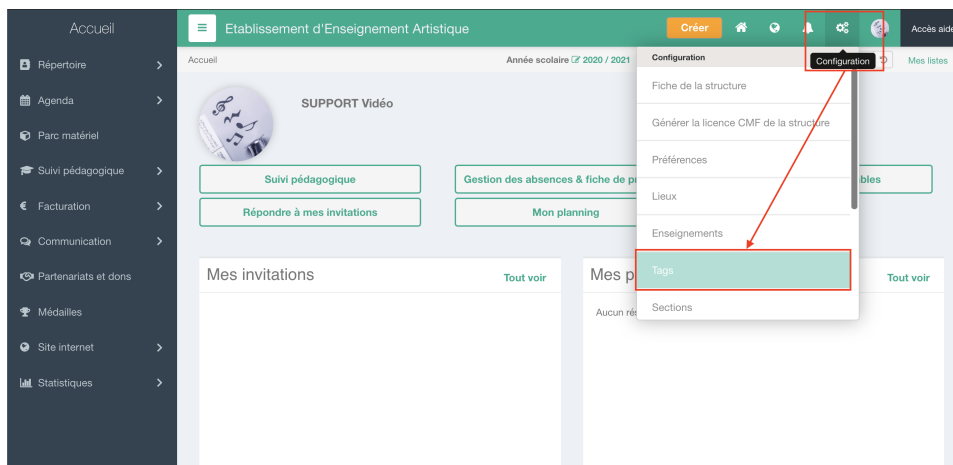 Accueil
Etablissement d'Enseignement Artistique
Créer
Accès aide
Répertoire
Agenda
Parc matériel
Suivi pédagogique
Facturation
Communication
Partenariats et dons
Médailles
Site internet
Statistiques
Accueil
Année scolaire 2020 / 2021
Mes listes
SUPPORT Vidéo
Suivi pédagogique
Gestion des absences & fiche de
Répondre à mes invitations
Mon
Mes invitations
Tout voir
Mes
Tout voir
Aucun
Configuration
Configuration
Fiche de la structure
Générer la licence CMF de la structure
Préférences
Lieux
Enseignements
Tags
Sections